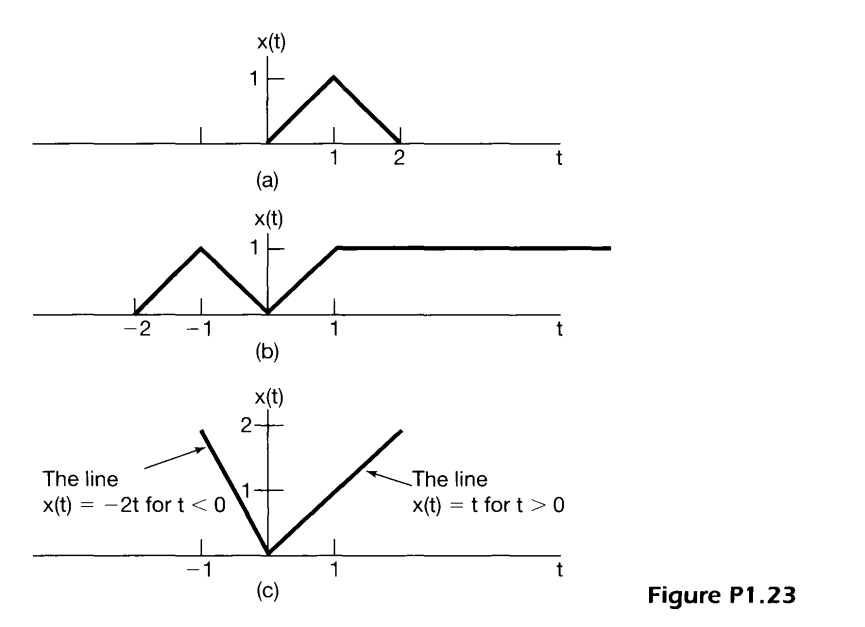 x(t)
1
1 2 t
(a)
x(t)
1
−2 −1 1 t
(b)
x(t)
2
The line The line
1
x(t) = −2t for t < 0 x(t) = t for t > 0
−1 1 t
(c)
Figure P1.23